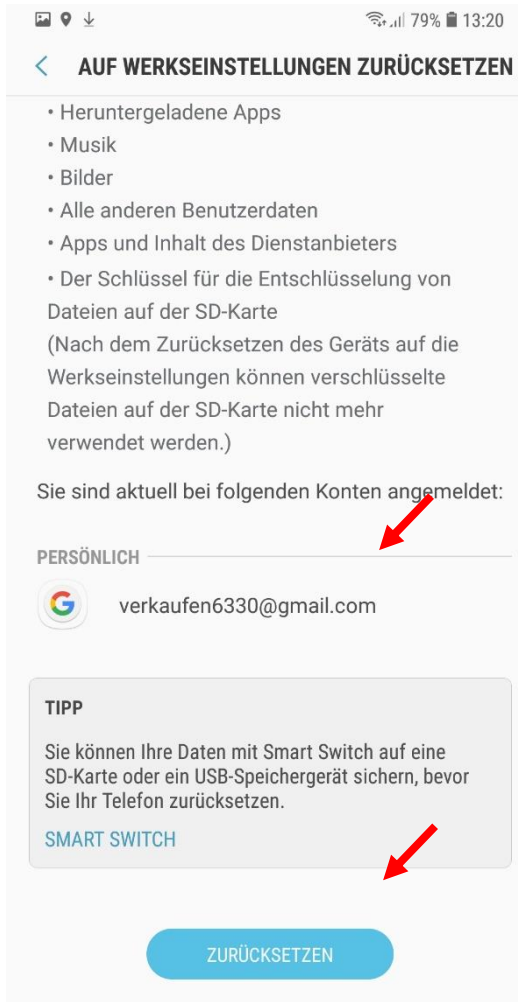 79% 13:20
AUF WERKSEINSTELLUNGEN ZURÜCKSETZEN
• Heruntergeladene Apps
• Musik
• Bilder
• Alle anderen Benutzerdaten
• Apps und Inhalt des Dienstanbieters
• Der Schlüssel für die Entschlüsselung von
Dateien auf der SD-Karte
(Nach dem Zurücksetzen des Geräts auf die
Werkseinstellungen können verschlüsselte
Dateien auf der SD-Karte nicht mehr
verwendet werden.)
Sie sind aktuell bei folgenden Konten angemeldet:
PERSÖNLICH
G verkaufen6330@gmail.com
TIPP
Sie können Ihre Daten mit Smart Switch auf eine
SD-Karte oder ein USB-Speichergerät sichern, bevor
Sie Ihr Telefon zurücksetzen.
SMART SWITCH
ZURÜCKSETZEN